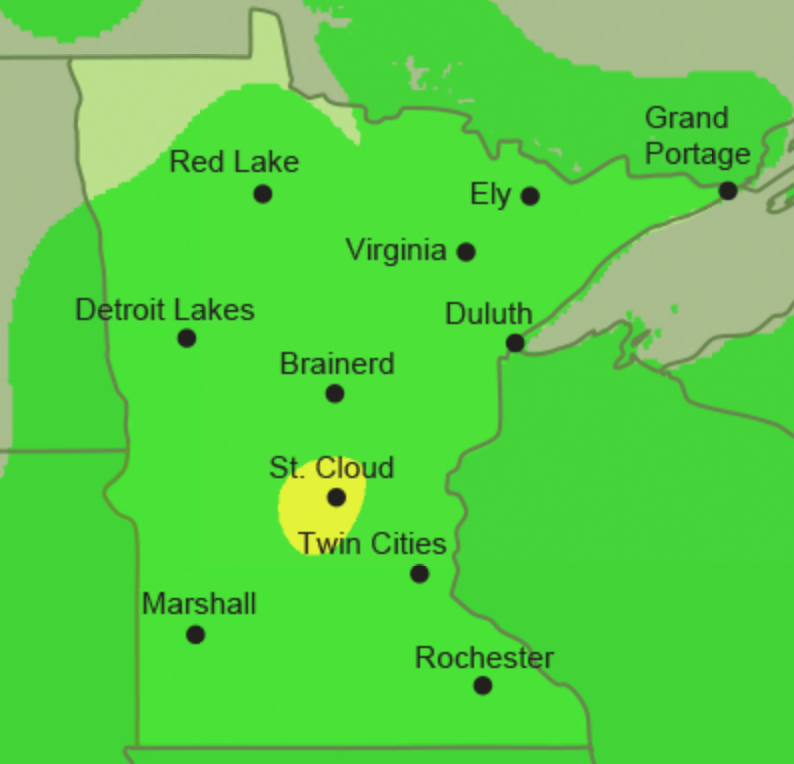 Grand
Portage
Red Lake
Ely
Virginia
Detroit Lakes
Duluth
Brainerd
St. Cloud
Twin Cities
Marshall
Rochester